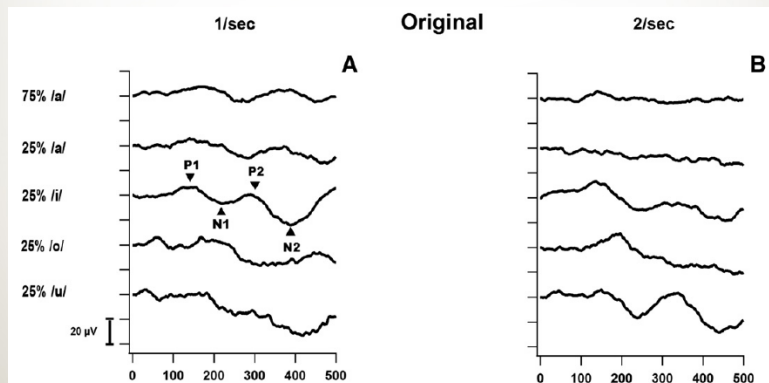 1/sec Original 2/sec
A B
75% /a/
25% /a/
P1 P2
25% /i/
N1 N2
25% /o/
25% /u/
20 µV
0 100 200 300 400 500 0 100 200 300 400 500